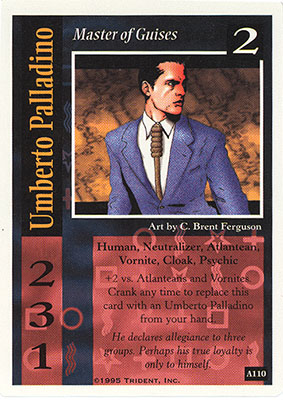 Umberto Palladino
Master of Guises
2
Art by C. Brent Ferguson
Human, Neutralizer, Atlantean,
Vornite, Cloak, Psychic
+2 vs. Atlanteans and Vornites.
Crank any time to replace this
card with an Umberto Palladino
from your hand.
He declares allegiance to three
groups. Perhaps his true loyalty is
only to himself.
2
3
1
©1995 TRIDENT, INC.
A110